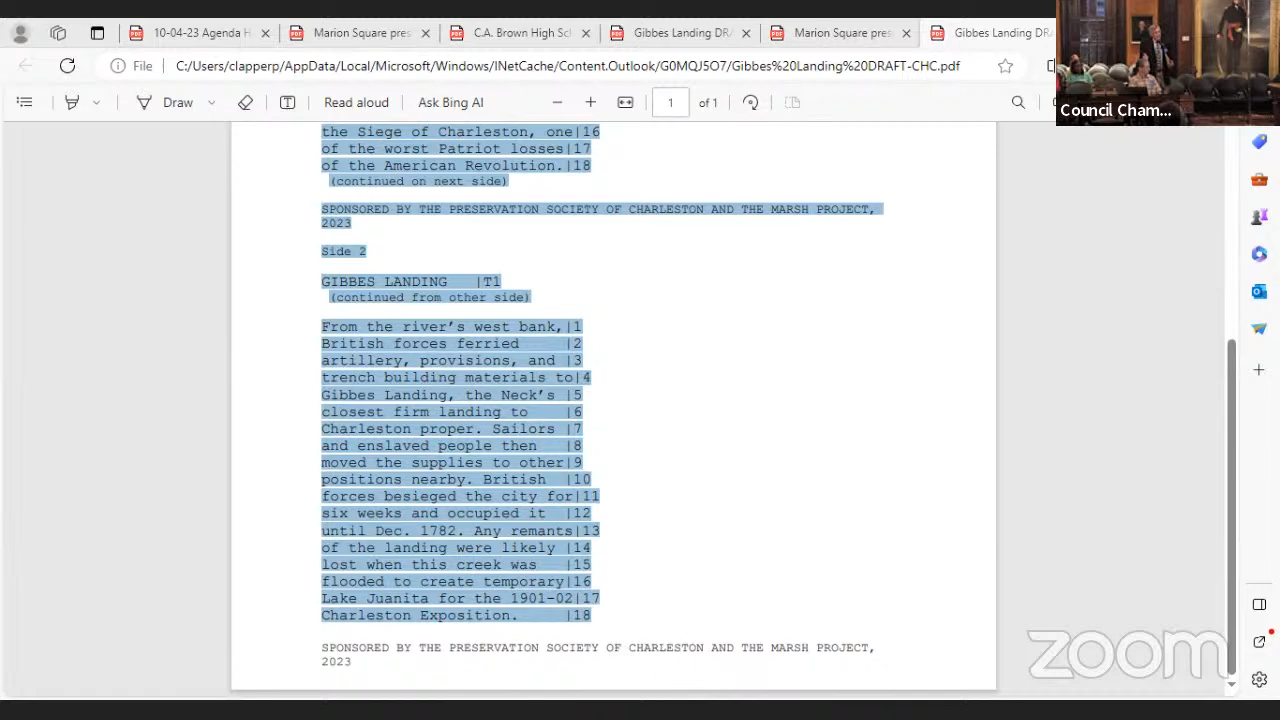 10-04-23 Agenda H
Marion Square pres
C.A. Brown High Sch
Gibbes Landing DRA
Marion Square pres
Gibbes Landing DRA
File
C:/Users/clapperp/AppData/Local/Microsoft/Windows/INetCache/Content.Outlook/G0MQJ5O7/Gibbes%20Landing%20DRAFT-CHC.pdf
Draw
Read aloud
Ask Bing AI
1 of 1
Council Cham...
the Siege of Charleston, one|16
of the worst Patriot losses|17
of the American Revolution.|18
(continued on next side)
SPONSORED BY THE PRESERVATION SOCIETY OF CHARLESTON AND THE MARSH PROJECT,
2023
Side 2
GIBBES LANDING |T1
(continued from other side)
From the river's west bank,|1
British forces ferried |2
artillery, provisions, and |3
trench building materials to|4
Gibbes Landing, the Neck's |5
closest firm landing to |6
Charleston proper. Sailors |7
and enslaved people then |8
moved the supplies to other|9
positions nearby. British |10
forces besieged the city for|11
six weeks and occupied it |12
until Dec. 1782. Any remants|13
of the landing were likely |14
lost when this creek was |15
flooded to create temporary|16
Lake Juanita for the 1901-02|17
Charleston Exposition. |18
SPONSORED BY THE PRESERVATION SOCIETY OF CHARLESTON AND THE MARSH PROJECT,
2023
zoom